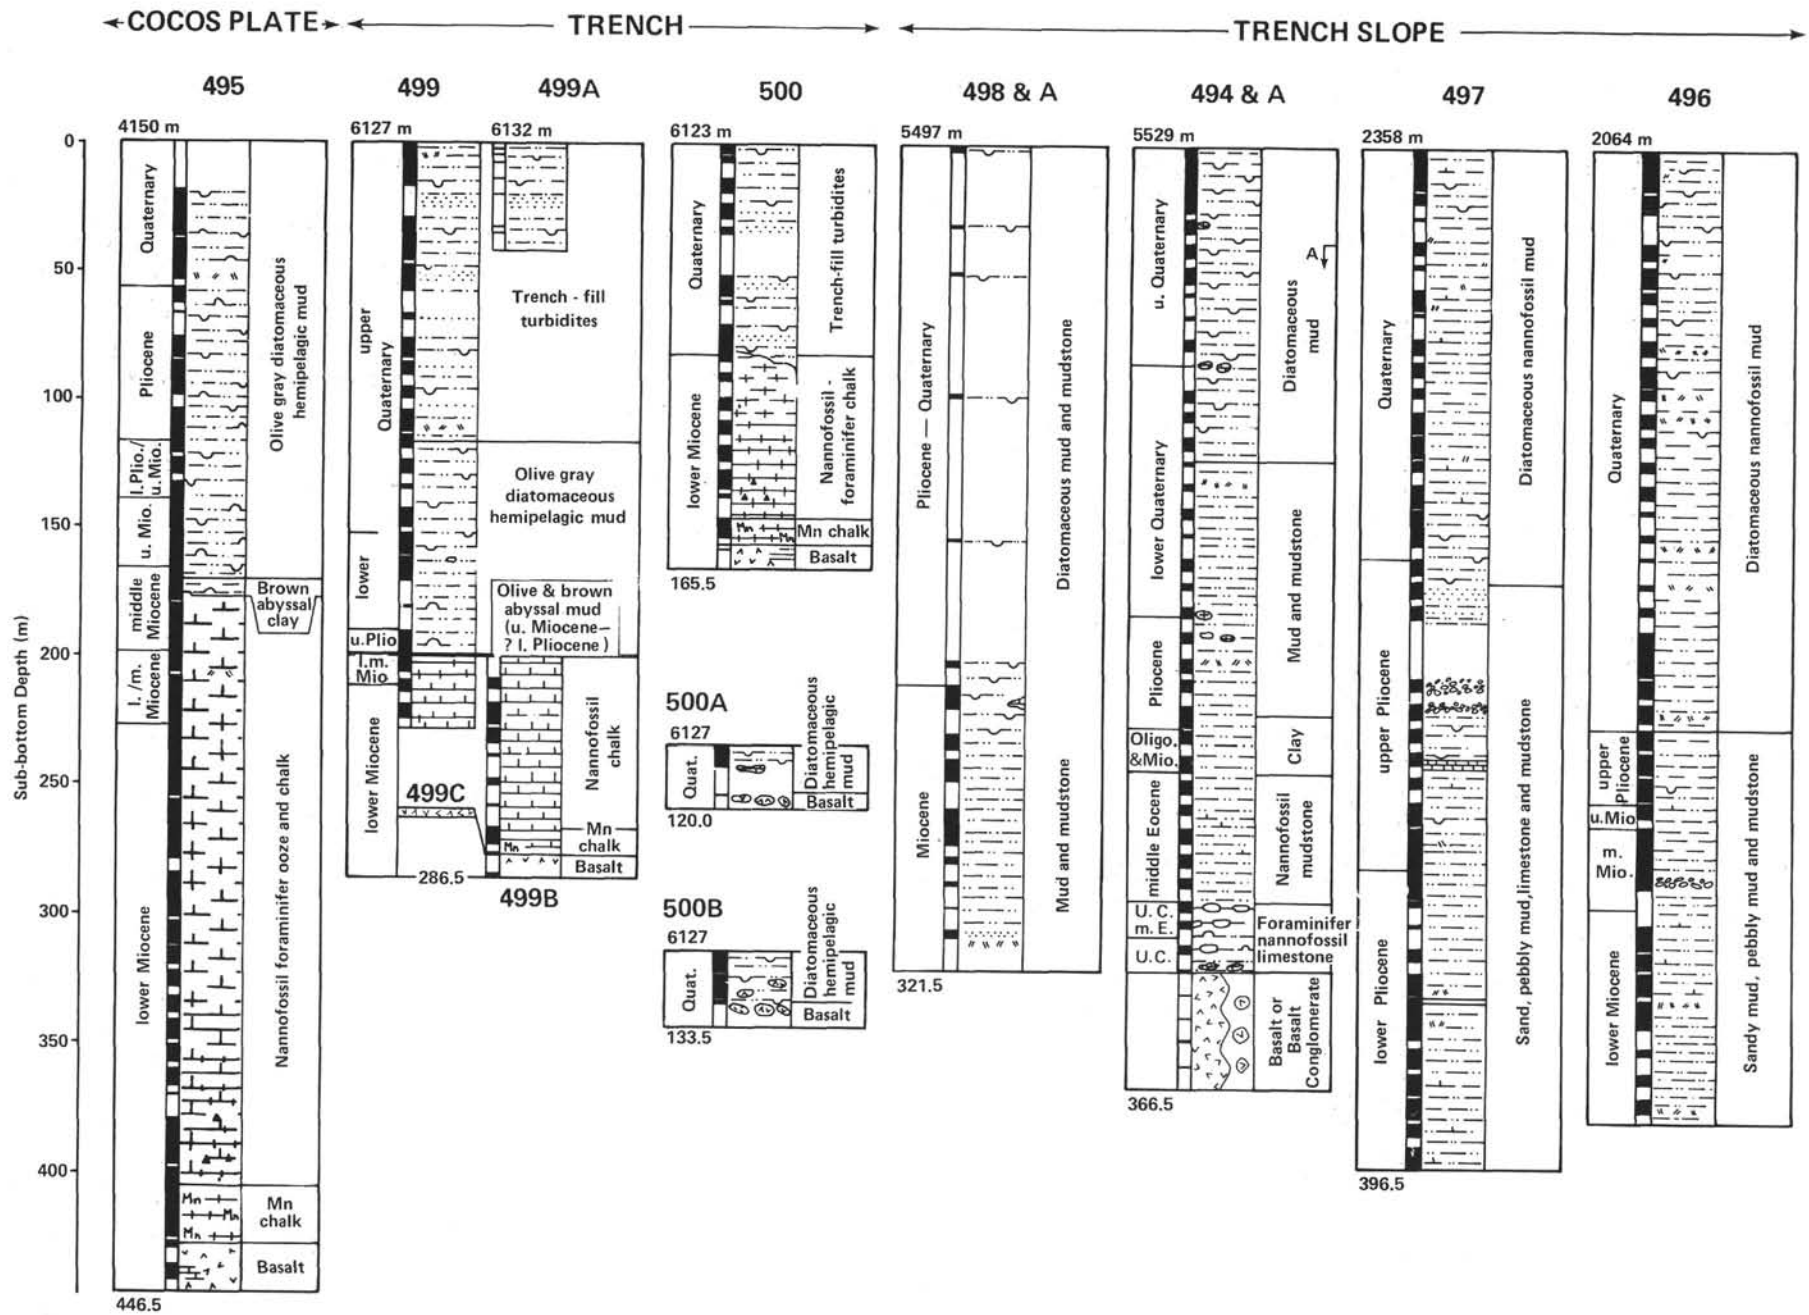 COCOS PLATE
TRENCH
TRENCH SLOPE
495
499
499A
500
498 & A
494 & A
497
496
4150 m
6127 m
6132 m
6123 m
5497 m
5529 m
2358 m
2064 m
Sub-bottom Depth (m)
0
50
100
150
200
250
300
350
400
Quaternary
Pliocene
l.Plio./
u.Mio.
u. Mio.
middle
Miocene
l. /m.
Miocene
lower Miocene
Olive gray diatomaceous
hemipelagic mud
Brown
abyssal
clay
Nannofossil foraminifer ooze and chalk
Mn
Mn
Mn
Mn
chalk
Basalt
446.5
upper
Quaternary
lower
u.Plio
l.m.
Mio
lower Miocene
Trench - fill
turbidites
Olive gray
diatomaceous
hemipelagic mud
Olive & brown
abyssal mud
(u. Miocene—
? l. Pliocene )
Nannofossil
chalk
499C
Mn
Mn
chalk
Basalt
286.5
499B
Quaternary
lower Miocene
Trench-fill turbidites
Nannofossil -
foraminifer chalk
Mn
Mn
Mn chalk
Basalt
165.5
500A
6127
Quat.
Diatomaceous
hemipelagic
mud
Basalt
120.0
500B
6127
Quat.
Diatomaceous
hemipelagic
mud
Basalt
133.5
Pliocene — Quaternary
Miocene
Diatomaceous mud and mudstone
Mud and mudstone
321.5
u. Quaternary
lower Quaternary
Pliocene
Oligo.
&Mio.
middle Eocene
U. C.
m. E.
U.C.
A
Diatomaceous
mud
Mud and mudstone
Clay
Nannofossil
mudstone
Foraminifer
nannofossil
limestone
Basalt or
Basalt
Conglomerate
366.5
Quaternary
upper Pliocene
lower Pliocene
Diatomaceous nannofossil mud
Sand, pebbly mud,limestone and mudstone
396.5
Quaternary
upper
Pliocene
u.Mio
m.
Mio.
lower Miocene
Diatomaceous nannofossil mud
Sandy mud, pebbly mud and mudstone